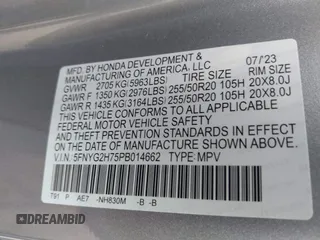 MFD. BY HONDA DEVELOPMENT &
MANUFACTURING OF AMERICA, LLC 07/'23
GVWR 2705 KG(5963LBS) TIRE SIZE RIM SIZE
GAWR F 1350 KG(2976LBS) 255/50R20 105H 20X8.0J
GAWR R 1435 KG(3164LBS) 255/50R20 105H 20X8.0J
THIS VEHICLE CONFORMS TO ALL APPLICABLE
FEDERAL MOTOR VEHICLE SAFETY AND THEFT
PREVENTION STANDARDS IN EFFECT ON THE
DATE OF MANUFACTURE SHOWN ABOVE.
V.I.N. 5FNYG2H75PB014662 TYPE: MPV
T91 P AE7 -NH830M -B -B
DREAMBID